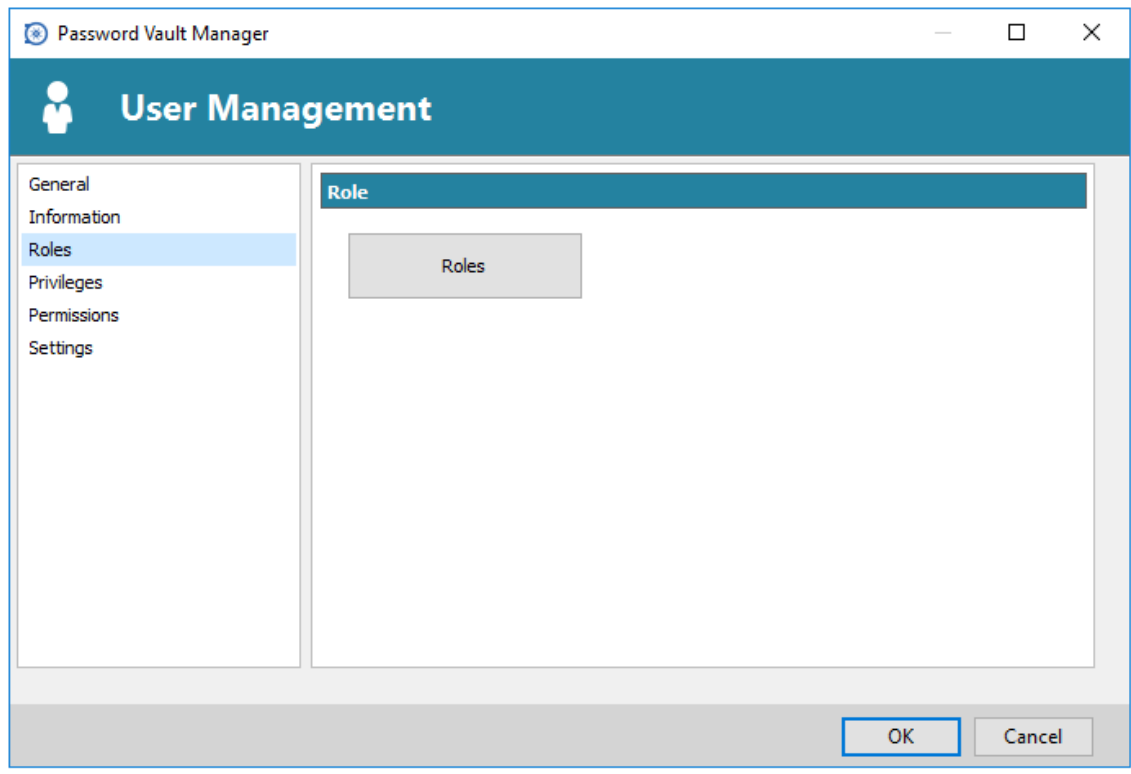 Password Vault Manager
User Management
General
Information
Roles
Privileges
Permissions
Settings
Role
Roles
OK
Cancel